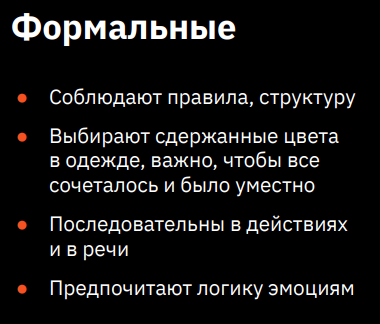 Формальные
• Соблюдают правила, структуру
• Выбирают сдержанные цвета
в одежде, важно, чтобы все
сочеталось и было уместно
• Последовательны в действиях
и в речи
• Предпочитают логику эмоциям